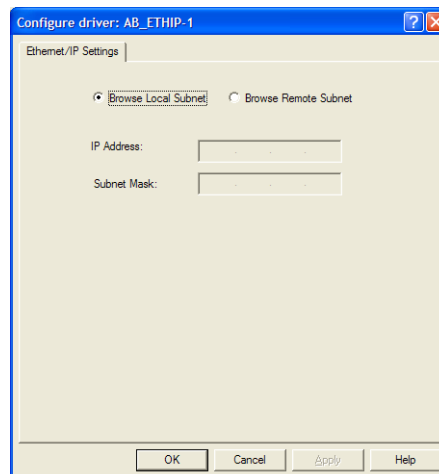 Configure driver: AB_ETHIP-1
Ethernet/IP Settings
Browse Local Subnet Browse Remote Subnet
IP Address:
Subnet Mask:
OK Cancel Apply Help